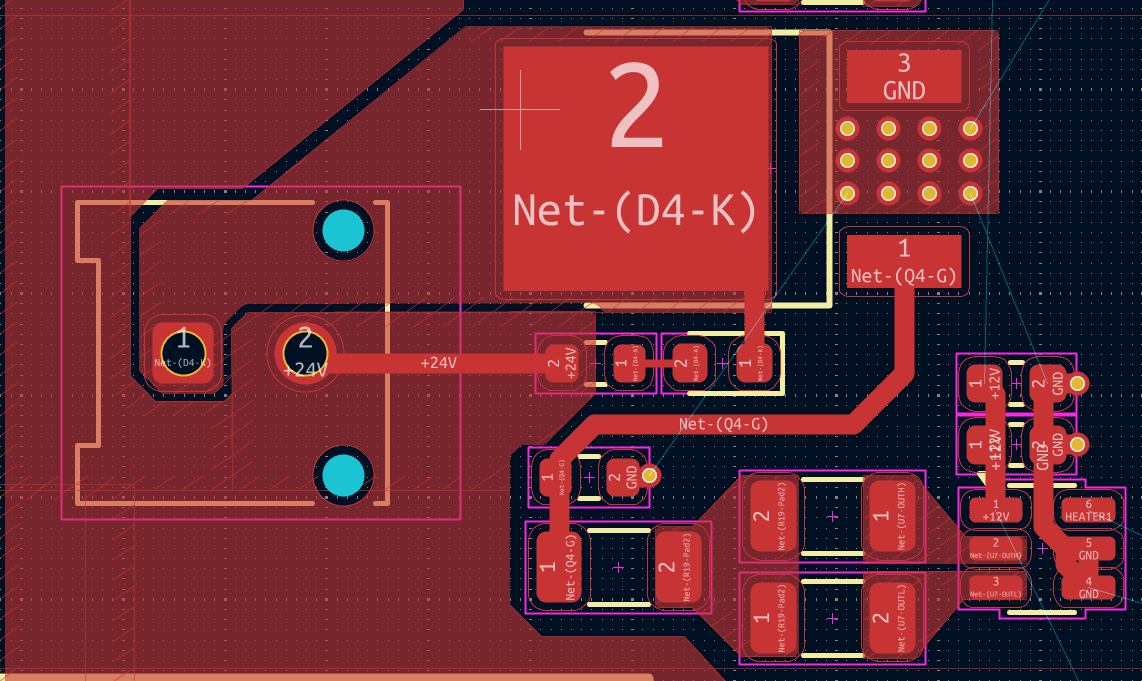 2
Net-(D4-K)
3
GND
1
Net-(Q4-G)
1
Net-(D4-K)
2
+24V
+24V
2
+24V
1
Net-(D4-A)
2
Net-(D4-A)
1
Net-(D4-K)
Net-(Q4-G)
1
+12V
2
GND
1
+12V
+12V
2
GND
GND
1
Net-(Q4-G)
2
GND
1
Net-(Q4-G)
2
Net-(R19-Pad2)
2
Net-(R19-Pad2)
1
Net-(U7-OUTH)
1
Net-(R19-Pad2)
2
Net-(U7-OUTL)
1
+12V
6
HEATER1
2
Net-(U7-OUTH)
5
GND
3
Net-(U7-OUTL)
4
GND